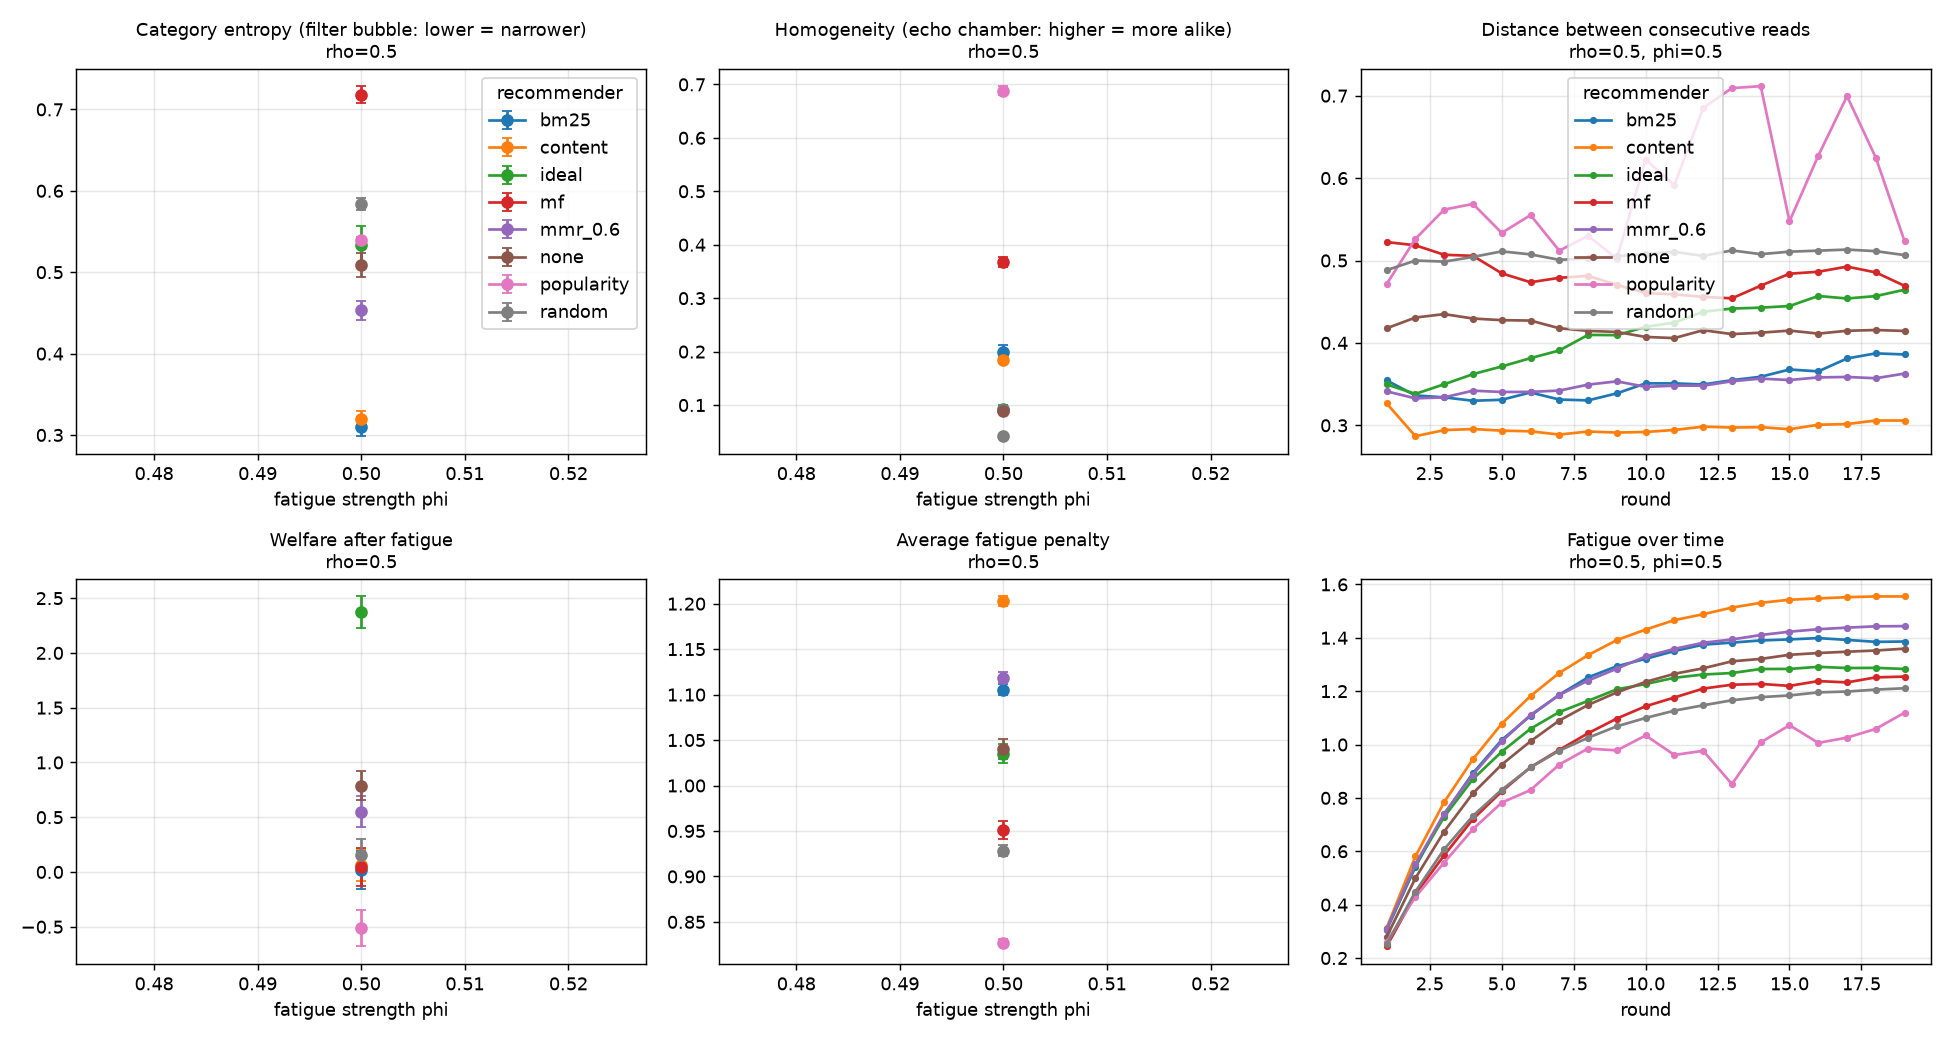 Category entropy (filter bubble: lower = narrower)
rho=0.5
0.7
0.6
0.5
0.4
0.3
0.48
0.49
0.50
0.51
0.52
fatigue strength phi
recommender
bm25
content
ideal
mf
mmr_0.6
none
popularity
random
Homogeneity (echo chamber: higher = more alike)
rho=0.5
0.7
0.6
0.5
0.4
0.3
0.2
0.1
0.48
0.49
0.50
0.51
0.52
fatigue strength phi
Distance between consecutive reads
rho=0.5, phi=0.5
0.7
0.6
0.5
0.4
0.3
2.5
5.0
7.5
10.0
12.5
15.0
17.5
round
recommender
bm25
content
ideal
mf
mmr_0.6
none
popularity
random
Welfare after fatigue
rho=0.5
2.5
2.0
1.5
1.0
0.5
0.0
−0.5
0.48
0.49
0.50
0.51
0.52
fatigue strength phi
Average fatigue penalty
rho=0.5
1.20
1.15
1.10
1.05
1.00
0.95
0.90
0.85
0.48
0.49
0.50
0.51
0.52
fatigue strength phi
Fatigue over time
rho=0.5, phi=0.5
1.6
1.4
1.2
1.0
0.8
0.6
0.4
0.2
2.5
5.0
7.5
10.0
12.5
15.0
17.5
round